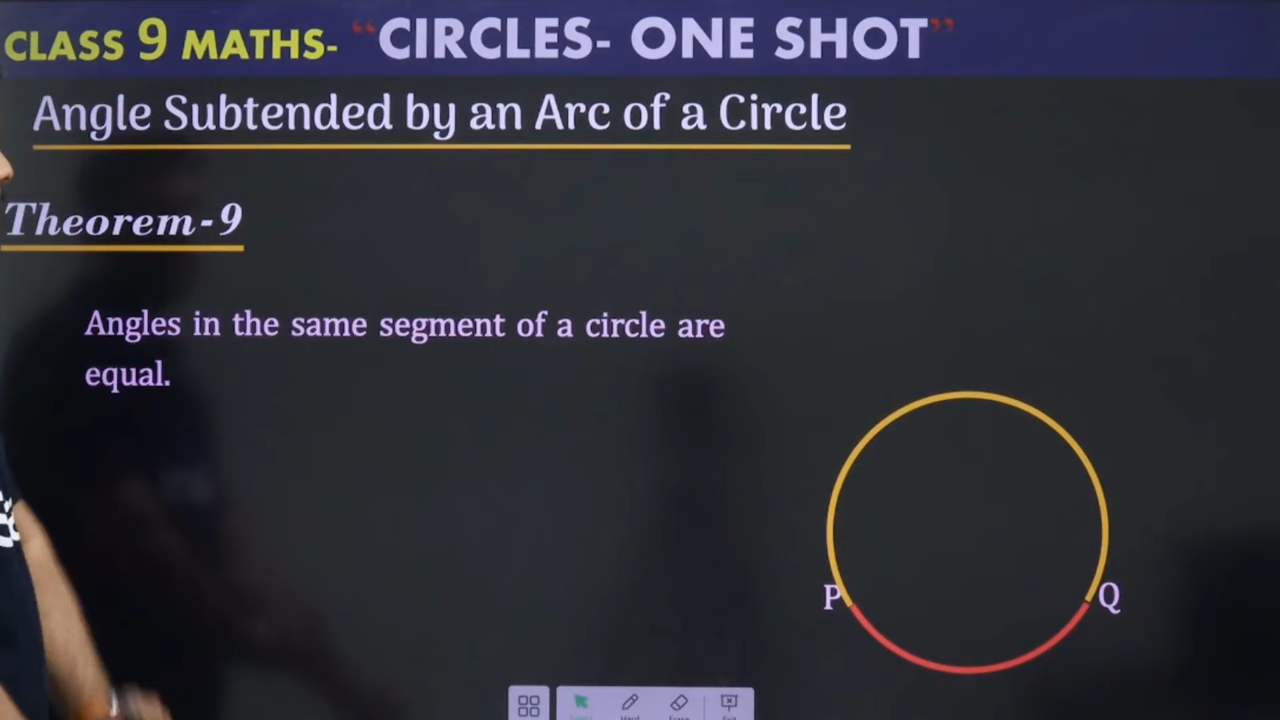 CLASS 9 MATHS- “CIRCLES- ONE SHOT”
Angle Subtended by an Arc of a Circle
Theorem-9
Angles in the same segment of a circle are
equal.
P
Q